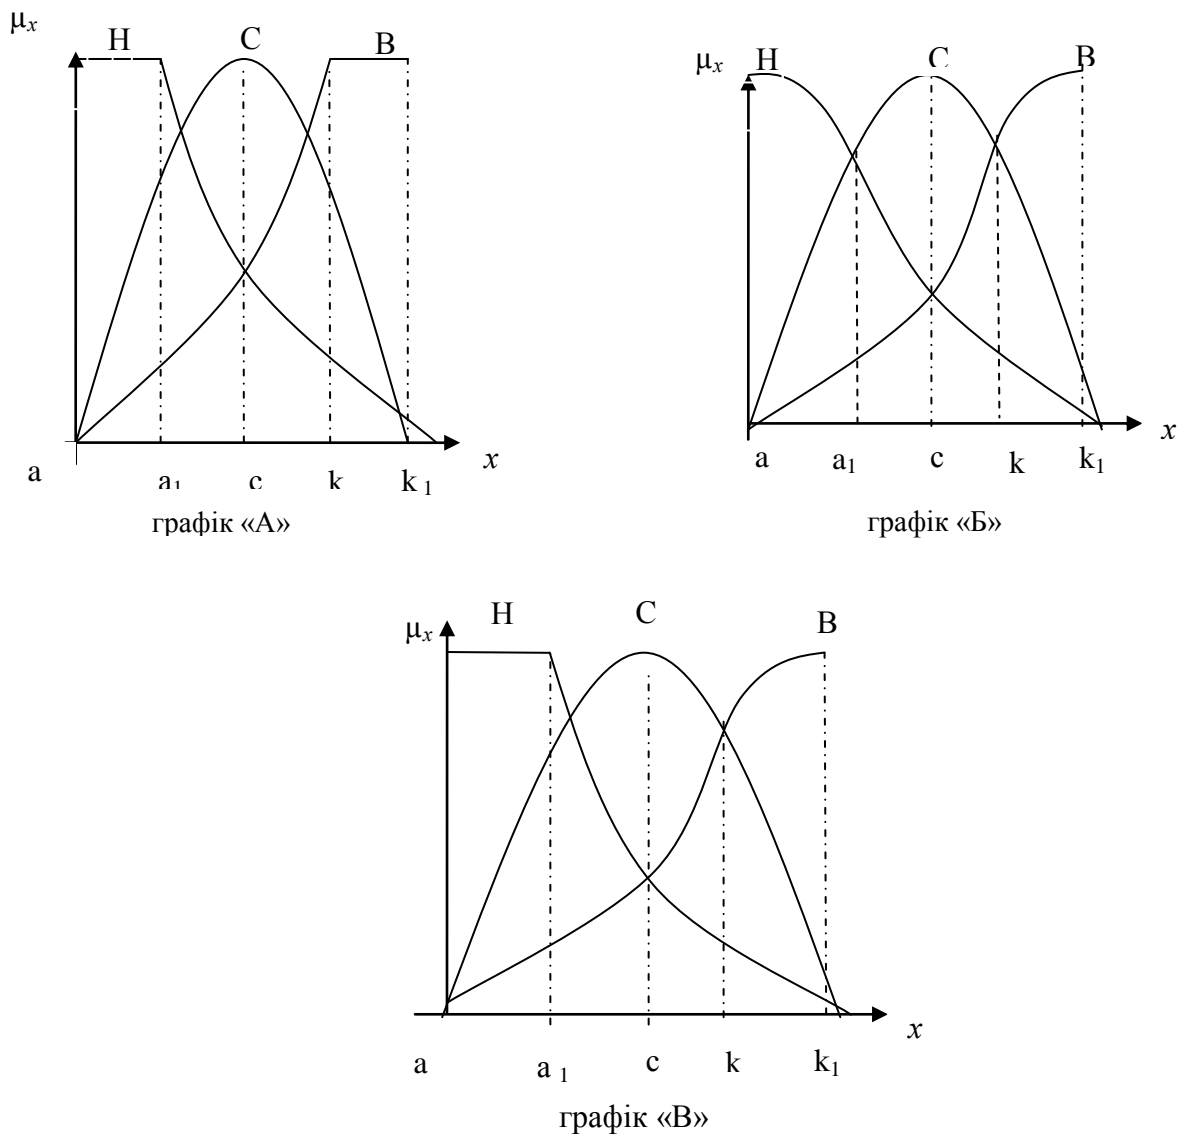 μx
H C B
a a1 c k k1 x
графік «А»
μx H C B
a a1 c k k1 x
графік «Б»
H C B
μx
x
a a1 c k k1
графік «В»